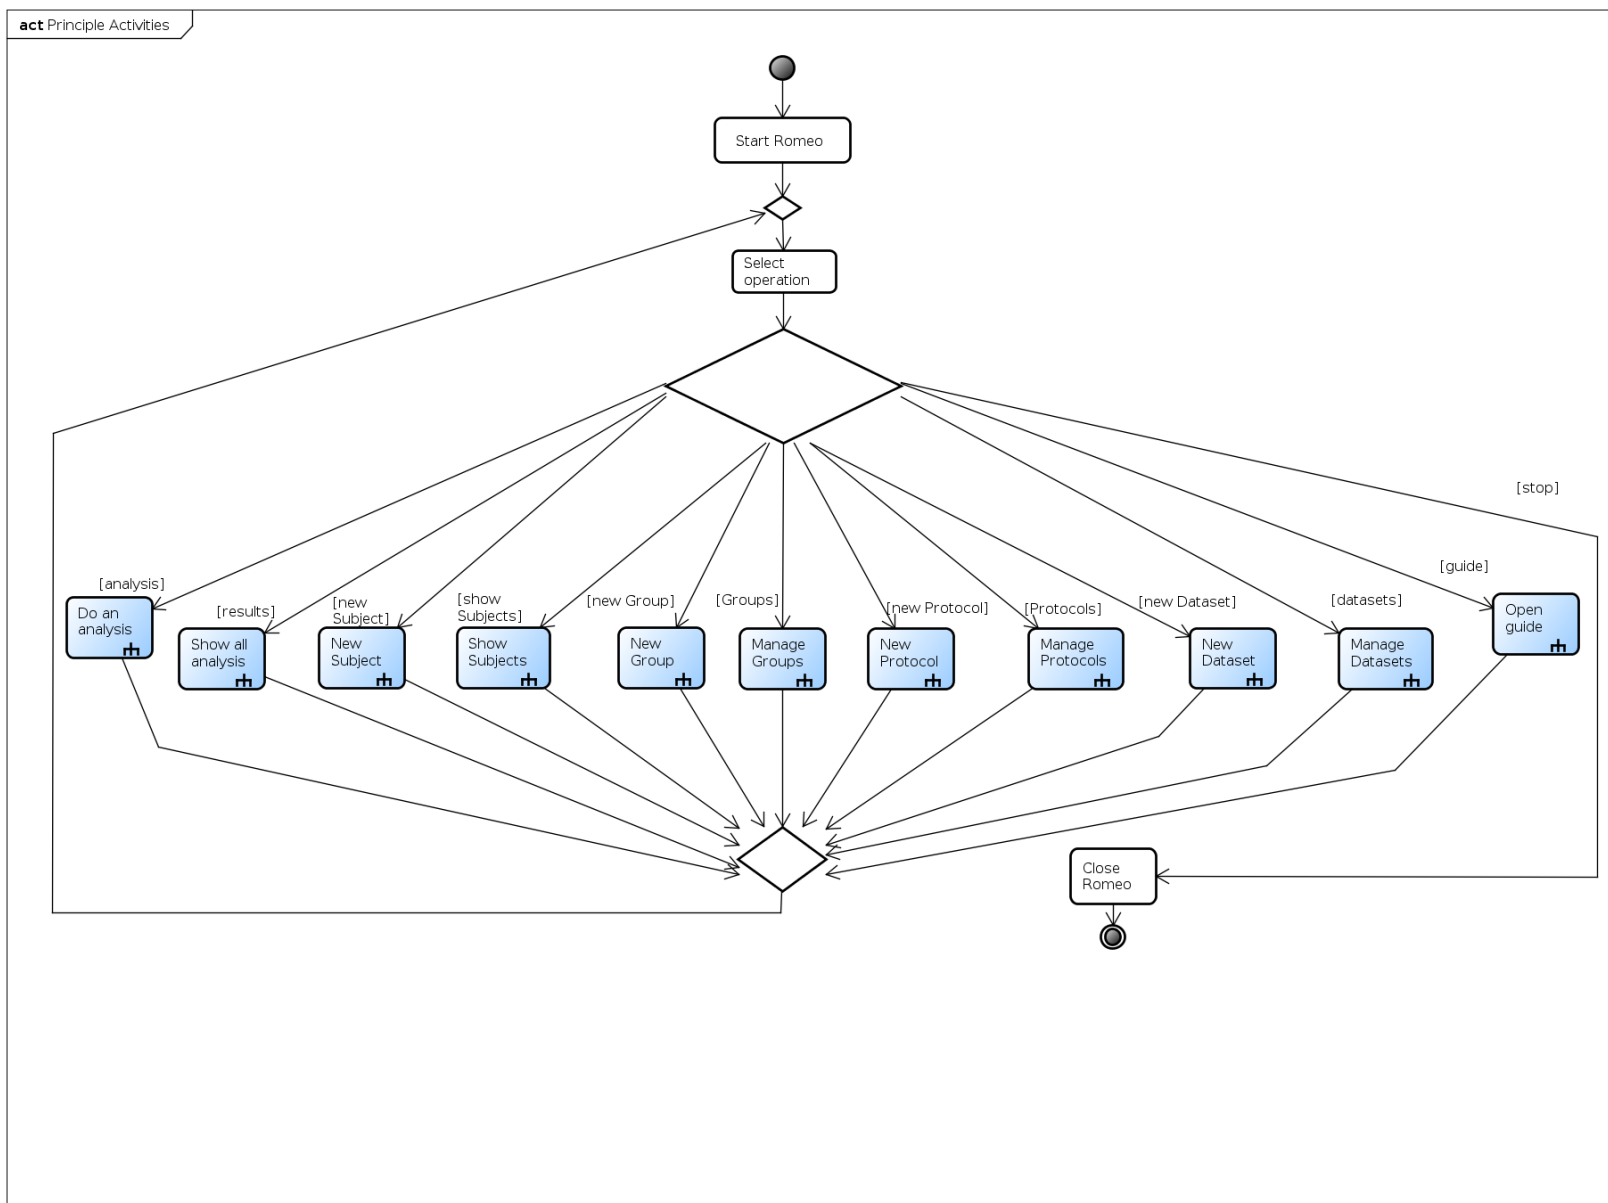 act Principle Activities
Start Romeo
Select
operation
[stop]
[guide]
[analysis]
[results]
[new
Subject]
[show
Subjects]
[new Group]
[Groups]
[new Protocol]
[Protocols]
[new Dataset]
[datasets]
Do an
analysis
Show all
analysis
New
Subject
Show
Subjects
New
Group
Manage
Groups
New
Protocol
Manage
Protocols
New
Dataset
Manage
Datasets
Open
guide
Close
Romeo